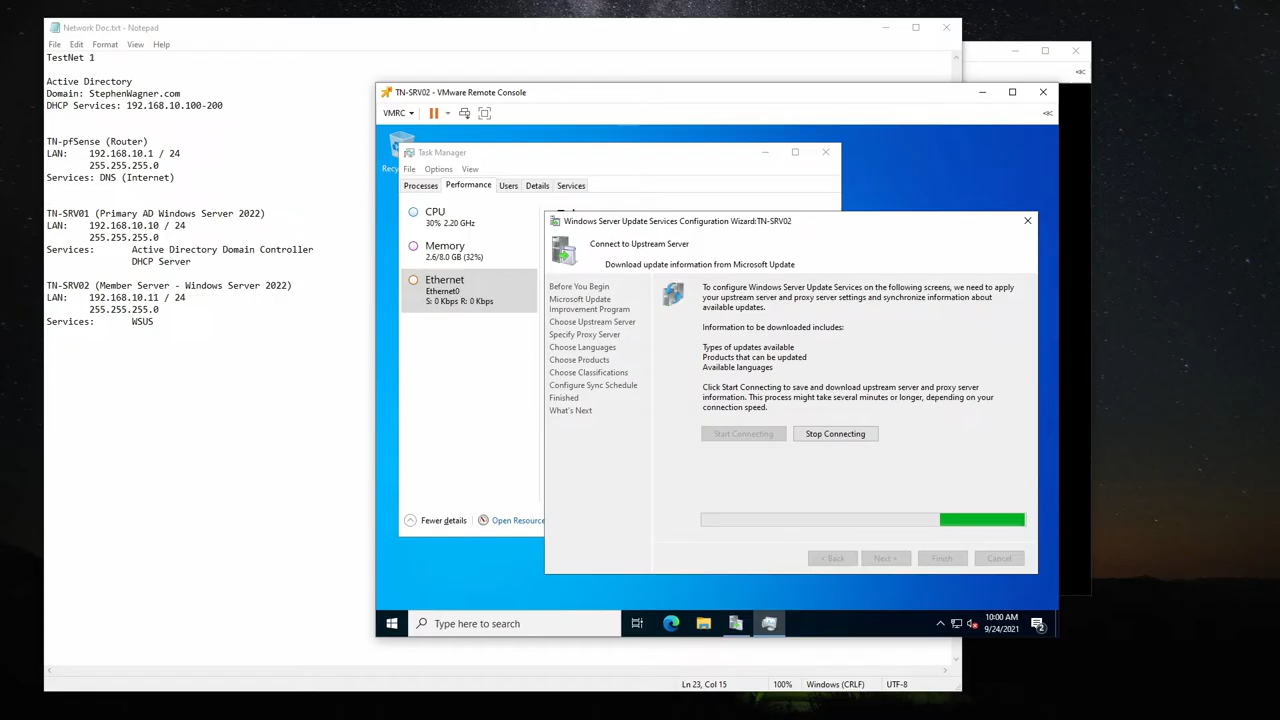 Network Doc.txt - Notepad
File Edit Format View Help
TestNet 1
Active Directory
Domain: StephenWagner.com
DHCP Services: 192.168.10.100-200
TN-pfSense (Router)
LAN: 192.168.10.1 / 24
255.255.255.0
Services: DNS (Internet)
TN-SRV01 (Primary AD Windows Server 2022)
LAN: 192.168.10.10 / 24
255.255.255.0
Services: Active Directory Domain Controller
DHCP Server
TN-SRV02 (Member Server - Windows Server 2022)
LAN: 192.168.10.11 / 24
255.255.255.0
Services: WSUS
Ln 23, Col 15 100% Windows (CRLF) UTF-8
TN-SRV02 - VMware Remote Console
VMRC
Task Manager
File Options View
Processes Performance Users Details Services
CPU
30% 2.20 GHz
Memory
2.6/8.0 GB (32%)
Ethernet
Ethernet0
S: 0 Kbps R: 0 Kbps
Fewer details Open Resource
Windows Server Update Services Configuration Wizard:TN-SRV02
Connect to Upstream Server
Download update information from Microsoft Update
Before You Begin
Microsoft Update
Improvement Program
Choose Upstream Server
Specify Proxy Server
Choose Languages
Choose Products
Choose Classifications
Configure Sync Schedule
Finished
What's Next
To configure Windows Server Update Services on the following screens, we need to apply
your upstream server and proxy server settings and synchronize information about
available updates.
Information to be downloaded includes:
Types of updates available
Products that can be updated
Available languages
Click Start Connecting to save and download upstream server and proxy server
information. This process might take several minutes or longer, depending on your
connection speed.
Start Connecting Stop Connecting
< Back Next > Finish Cancel
Type here to search
10:00 AM
9/24/2021
2